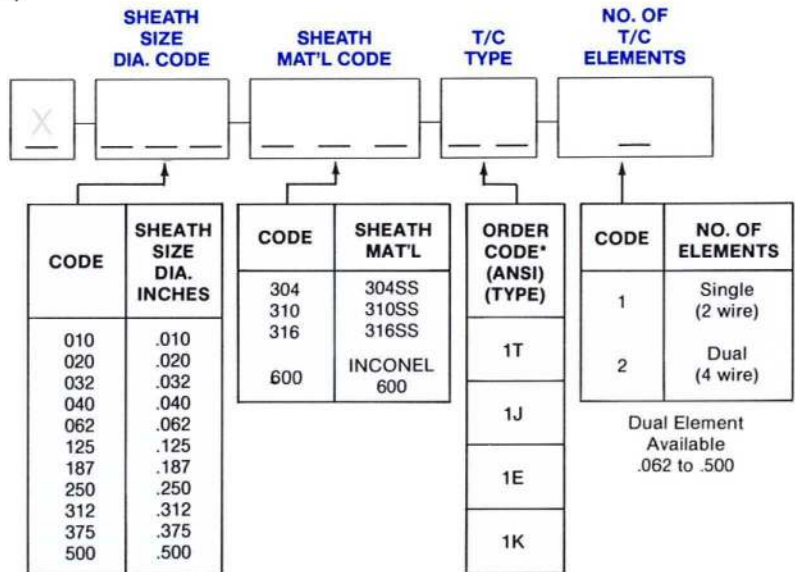 SHEATH
SIZE
DIA. CODE
SHEATH
MAT'L CODE
T/C
TYPE
NO. OF
T/C
ELEMENTS
X
CODE
SHEATH
SIZE
DIA.
INCHES
010 .010
020 .020
032 .032
040 .040
062 .062
125 .125
187 .187
250 .250
312 .312
375 .375
500 .500
CODE
SHEATH
MAT'L
304 304SS
310 310SS
316 316SS
600 INCONEL
600
ORDER
CODE*
(ANSI)
(TYPE)
1T
1J
1E
1K
CODE
NO. OF
ELEMENTS
1 Single
(2 wire)
2 Dual
(4 wire)
Dual Element
Available
.062 to .500